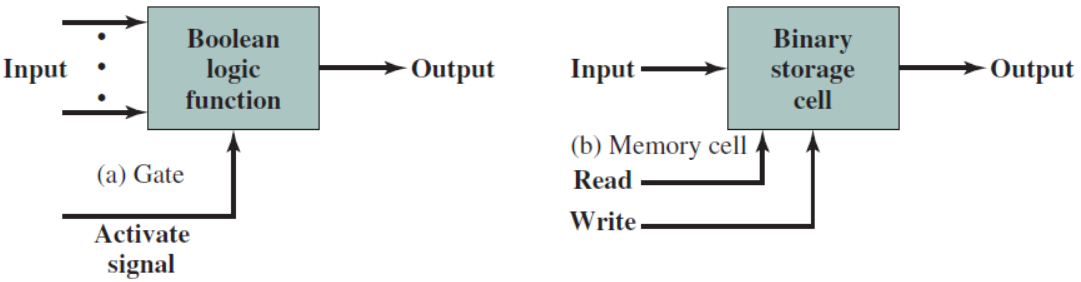 Input
Boolean
logic
function
Output
(a) Gate
Activate
signal
Input
Binary
storage
cell
Output
(b) Memory cell
Read
Write